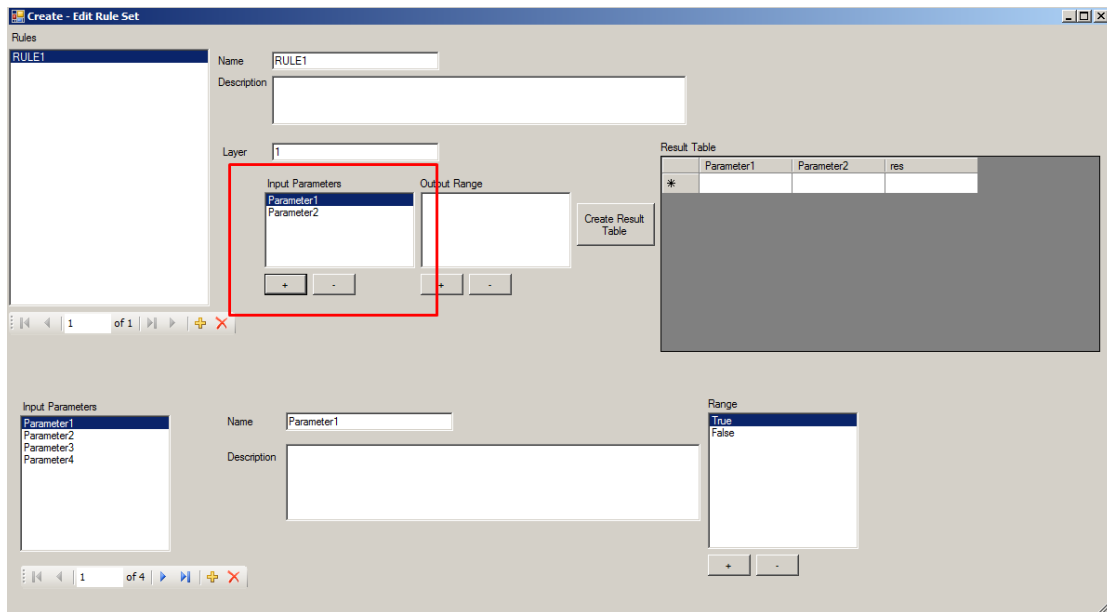 Create - Edit Rule Set
Rules
RULE1
Name
RULE1
Description
Layer
1
Input Parameters
Parameter1
Parameter2
+
-
Output Range
+
-
Create Result
Table
Result Table
Parameter1 Parameter2 res
1 of 1
Input Parameters
Parameter1
Parameter2
Parameter3
Parameter4
1 of 4
Name
Parameter1
Description
Range
True
False
+
-